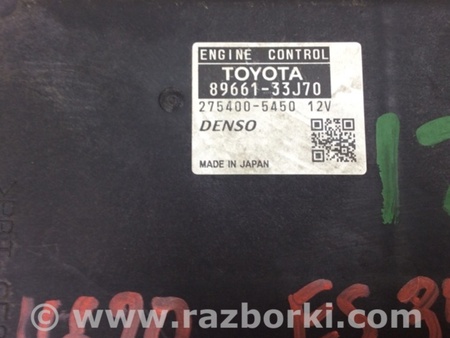 ENGINE CONTROL
TOYOTA
89661-33J70
275400-5450 12V
DENSO
MADE IN JAPAN
www.razborki.com